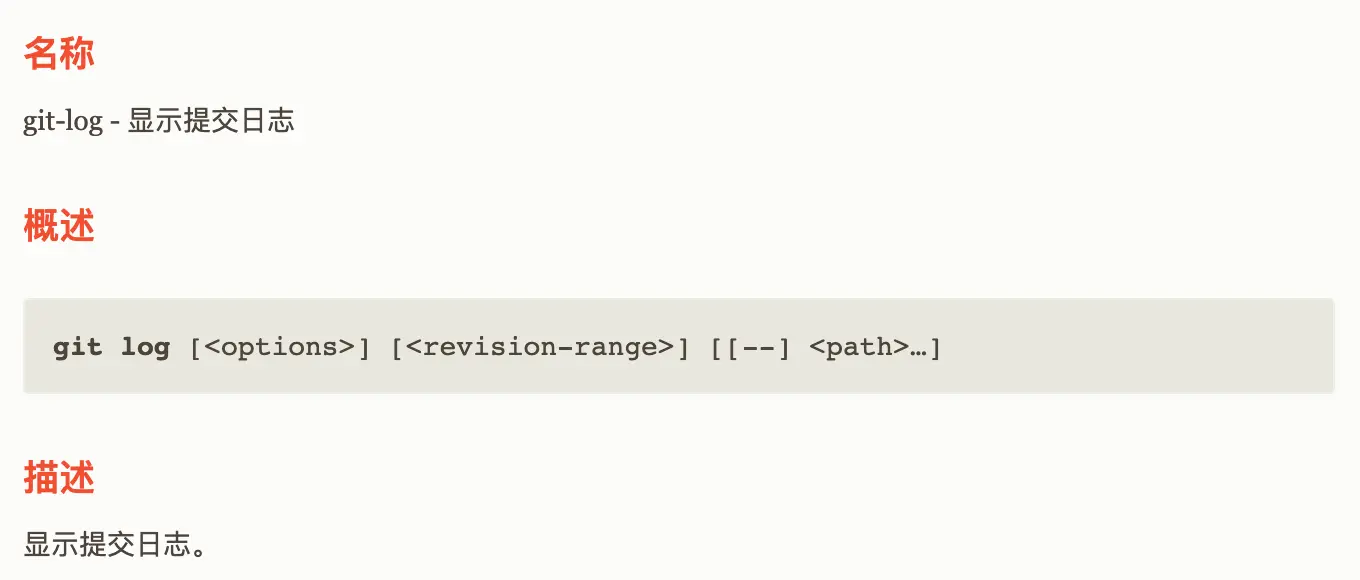 名称
git-log - 显示提交日志
概述
git log [<options>] [<revision-range>] [[--] <path>…]
描述
显示提交日志。